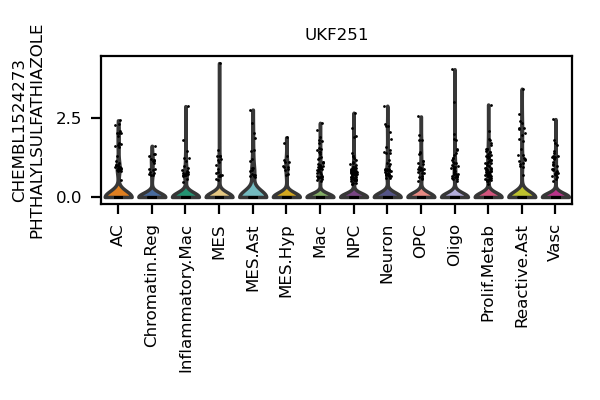 UKF251
CHEMBL1524273
PHTHALYLSULFATHIAZOLE
2.5
0.0
AC
Chromatin.Reg
Inflammatory.Mac
MES
MES.Ast
MES.Hyp
Mac
NPC
Neuron
OPC
Oligo
Prolif.Metab
Reactive.Ast
Vasc